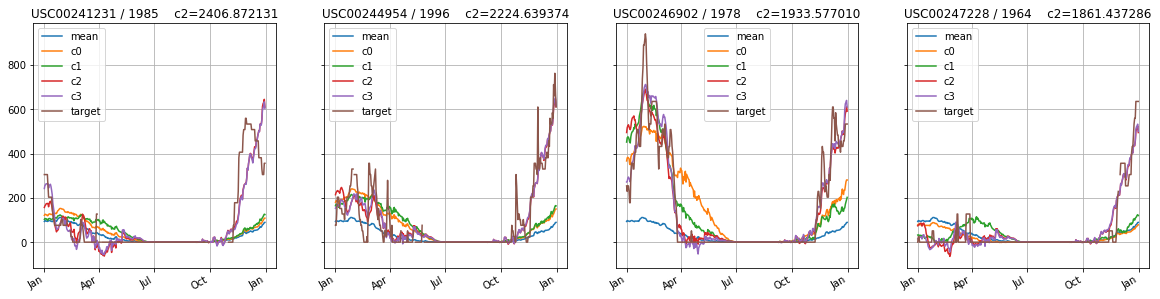 USC00241231 / 1985 c2=2406.872131
mean
c0
c1
c2
c3
target
800
600
400
200
0
Jan Apr Jul Oct Jan
USC00244954 / 1996 c2=2224.639374
mean
c0
c1
c2
c3
target
Jan Apr Jul Oct Jan
USC00246902 / 1978 c2=1933.577010
mean
c0
c1
c2
c3
target
Jan Apr Jul Oct Jan
USC00247228 / 1964 c2=1861.437286
mean
c0
c1
c2
c3
target
Jan Apr Jul Oct Jan